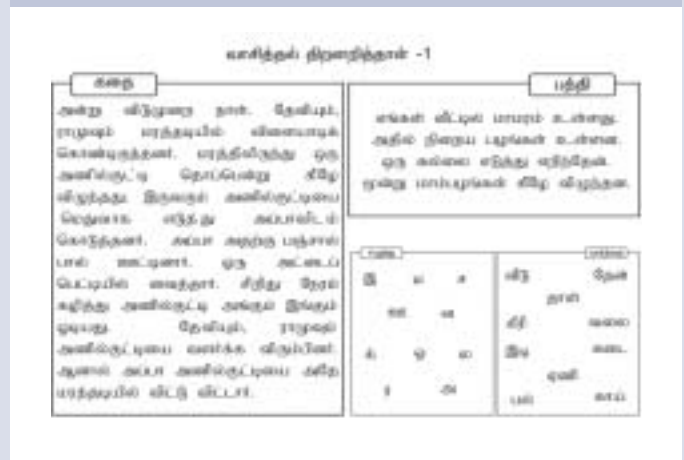 வாசித்தல் திறனறித்தாள் -1
கதை
அன்று விடுமுறை நாள். தேவியும்,
ராமுவும் மரத்தடியில் விளையாடிக்
கொண்டிருந்தனர். மரத்திலிருந்து ஒரு
அணில்குட்டி தொப்பென்று கீழே
விழுந்தது. இருவரும் அணில்குட்டியை
மெதுவாக எடுத்து அப்பாவிடம்
கொடுத்தனர். அப்பா அதற்கு பஞ்சால்
பால் ஊட்டினார். ஒரு அட்டைப்
பெட்டியில் வைத்தார். சிறிது நேரம்
கழித்து அணில்குட்டி அங்கும் இங்கும்
ஓடியது. தேவியும், ராமுவும்
அணில்குட்டியை வளர்க்க விரும்பினர்.
ஆனால் அப்பா அணில்குட்டியை அதே
மரத்தடியில் விட்டு விட்டார்.
பத்தி
எங்கள் வீட்டில் மாமரம் உள்ளது.
அதில் நிறைய பழங்கள் உள்ளன.
ஒரு கல்லை எடுத்து எறிந்தேன்.
மூன்று மாம்பழங்கள் கீழே விழுந்தன.
இ ம ச
ஊ ன
க் ஓ ல
ர அ
வீடு தேன்
நாள்
தீ வலை
இடி கடை
ஏணி
பல் காய்